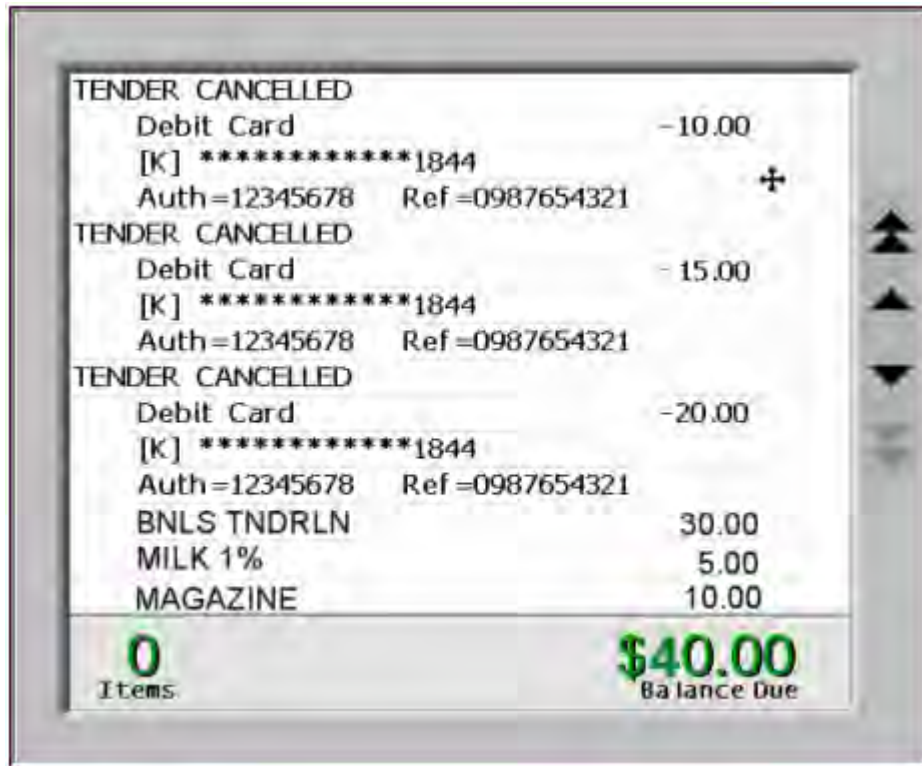 TENDER CANCELLED
Debit Card -10.00
[K] ************1844
Auth=12345678 Ref=0987654321
TENDER CANCELLED
Debit Card -15.00
[K] ************1844
Auth=12345678 Ref=0987654321
TENDER CANCELLED
Debit Card -20.00
[K] ************1844
Auth=12345678 Ref=0987654321
BNLS TNDRLN 30.00
MILK 1% 5.00
MAGAZINE 10.00
0 $40.00
Items Balance Due